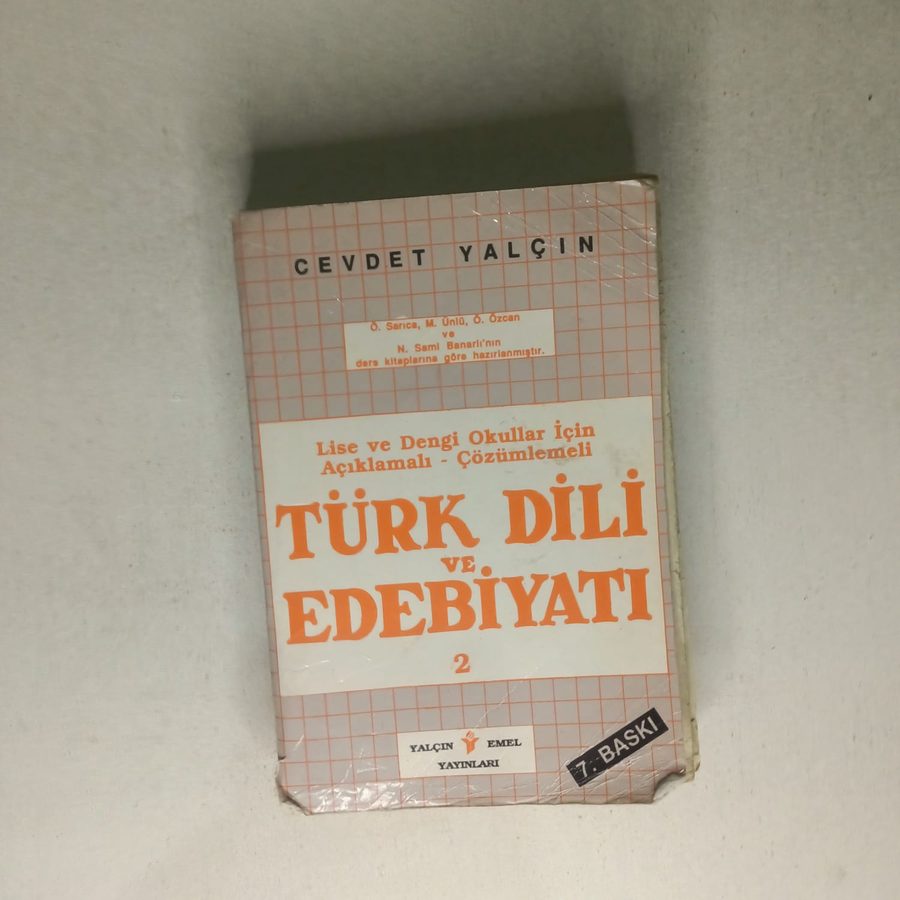 CEVDET YALÇIN
Ö. Sarıca, M. Ünlü, Ö. Özcan
ve
N. Sami Banarlı'nın
ders kitaplarına göre hazırlanmıştır.
Lise ve Dengi Okullar İçin
Açıklamalı - Çözümlemeli
TÜRK DİLİ
VE
EDEBİYATI
2
YALÇIN EMEL
YAYINLARI
7. BASKI